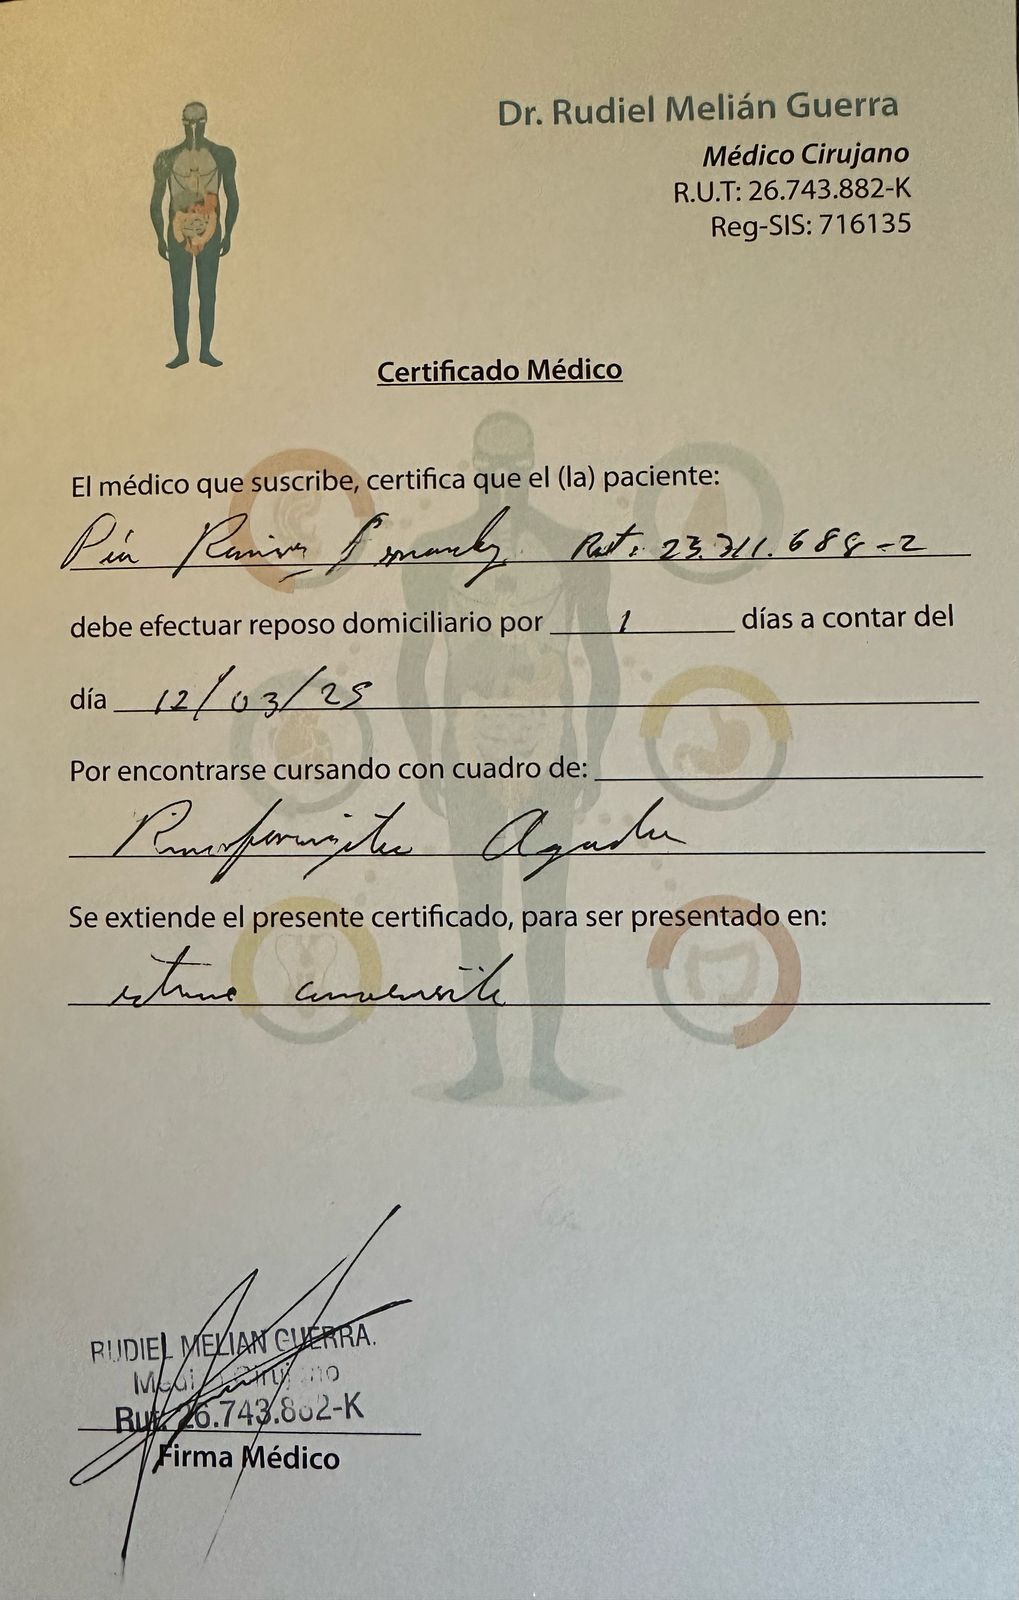 Dr. Rudiel Melián Guerra
Médico Cirujano
R.U.T: 26.743.882-K
Reg-SIS: 716135
Certificado Médico
El médico que suscribe, certifica que el (la) paciente:
Pía Ramirez Fernandez Rut: 23.311.688-2
debe efectuar reposo domiciliario por 1 días a contar del
día 12/03/25
Por encontrarse cursando con cuadro de:
Rinofaringitis Aguda
Se extiende el presente certificado, para ser presentado en:
RUDIEL MELIAN GUERRA.
Medico Cirujano
Rut. 26.743.882-K
Firma Médico